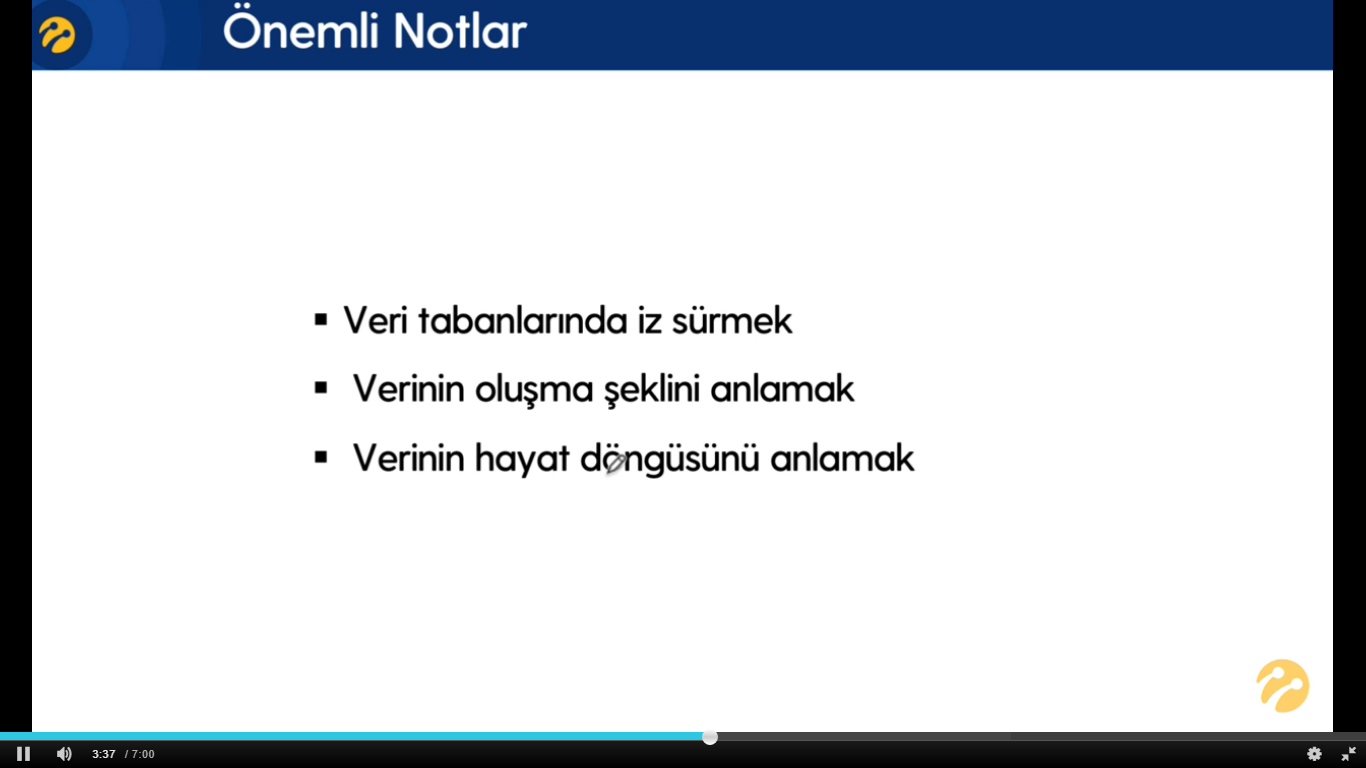 Önemli Notlar
▪ Veri tabanlarında iz sürmek
▪ Verinin oluşma şeklini anlamak
▪ Verinin hayat döngüsünü anlamak
3:37 / 7:00